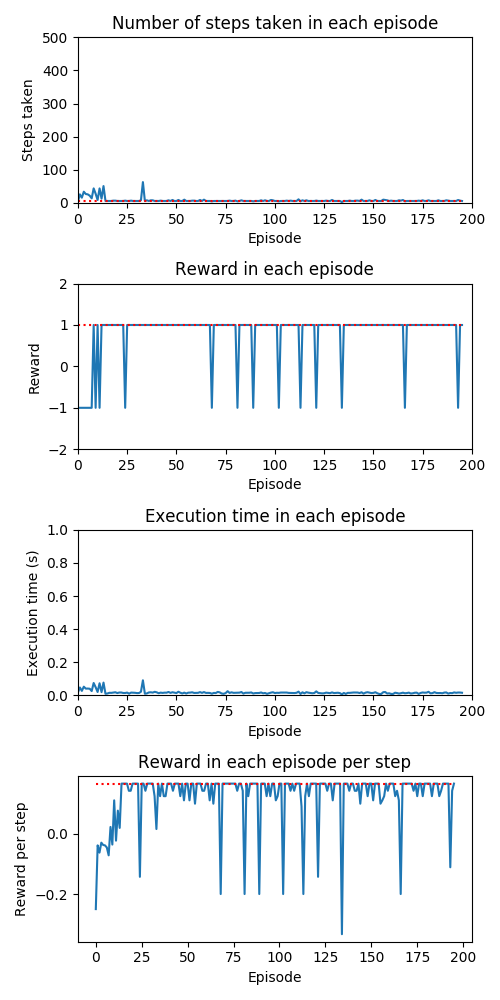 Number of steps taken in each episode
500
400
300
200
100
0
Steps taken
0 25 50 75 100 125 150 175 200
Episode
Reward in each episode
2
1
0
−1
−2
Reward
0 25 50 75 100 125 150 175 200
Episode
Execution time in each episode
1.0
0.8
0.6
0.4
0.2
0.0
Execution time (s)
0 25 50 75 100 125 150 175 200
Episode
Reward in each episode per step
0.0
−0.2
Reward per step
0 25 50 75 100 125 150 175 200
Episode